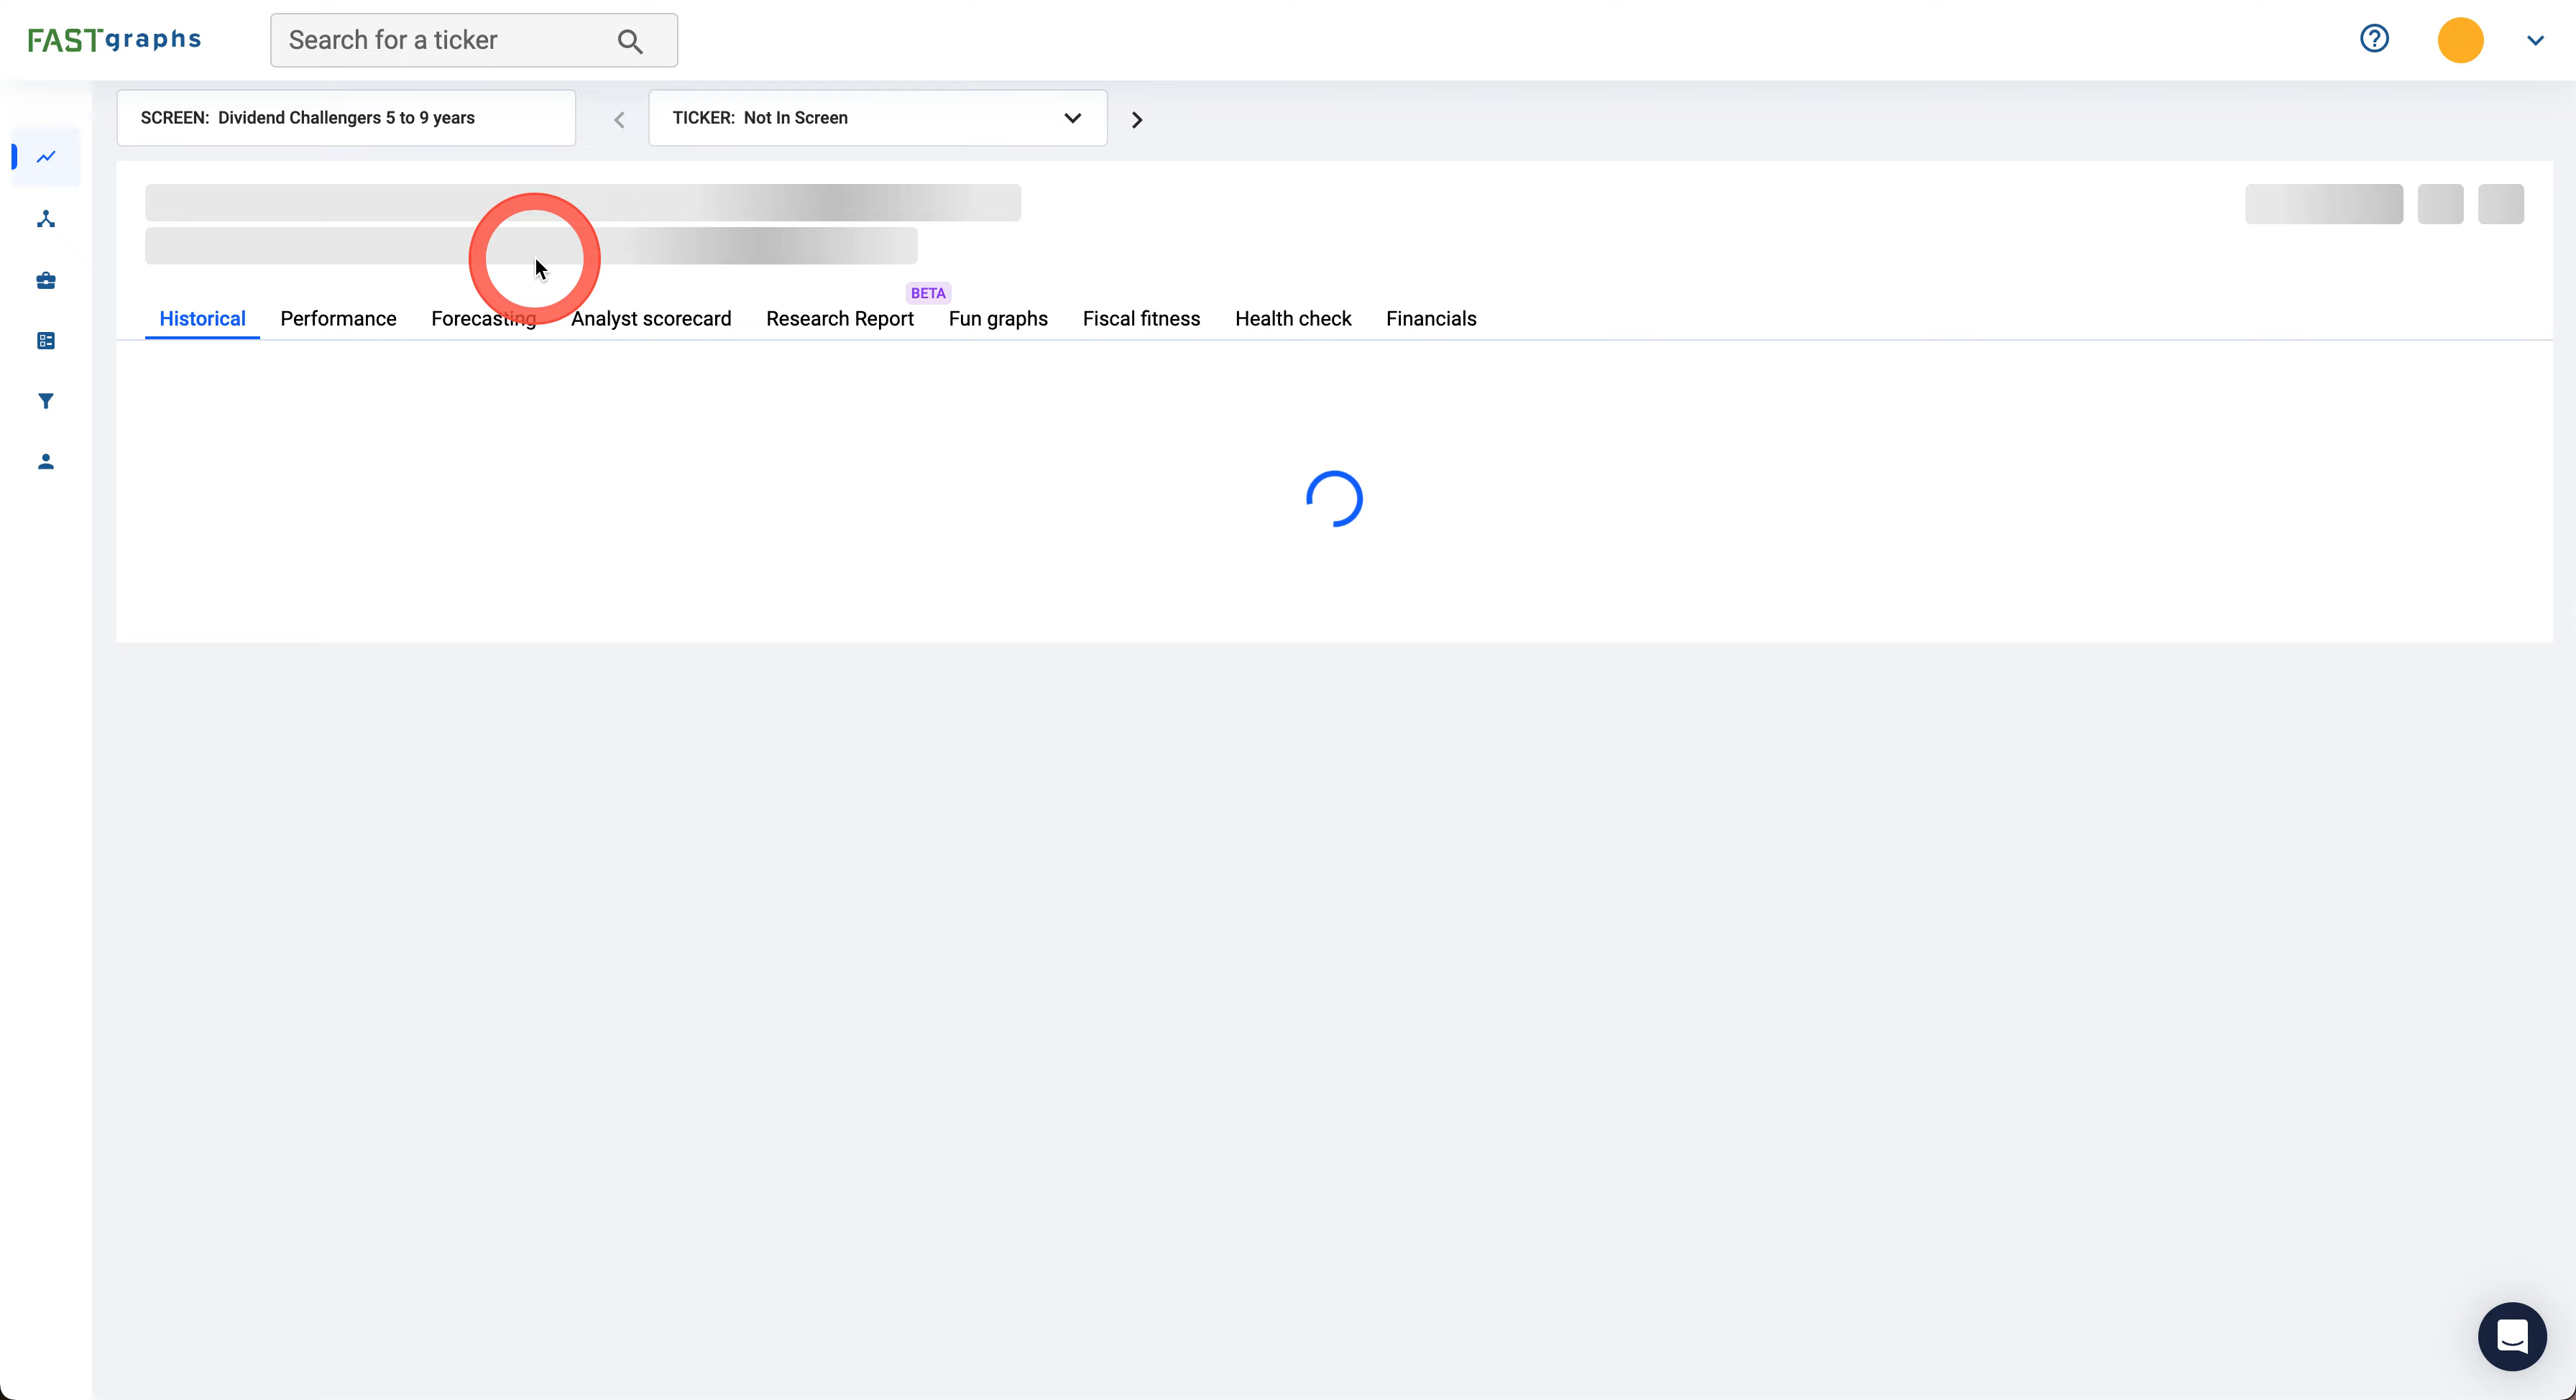 FASTgraphs
Search for a ticker
SCREEN: Dividend Challengers 5 to 9 years
TICKER: Not In Screen
BETA
Historical Performance Forecasting Analyst scorecard Research Report Fun graphs Fiscal fitness Health check Financials